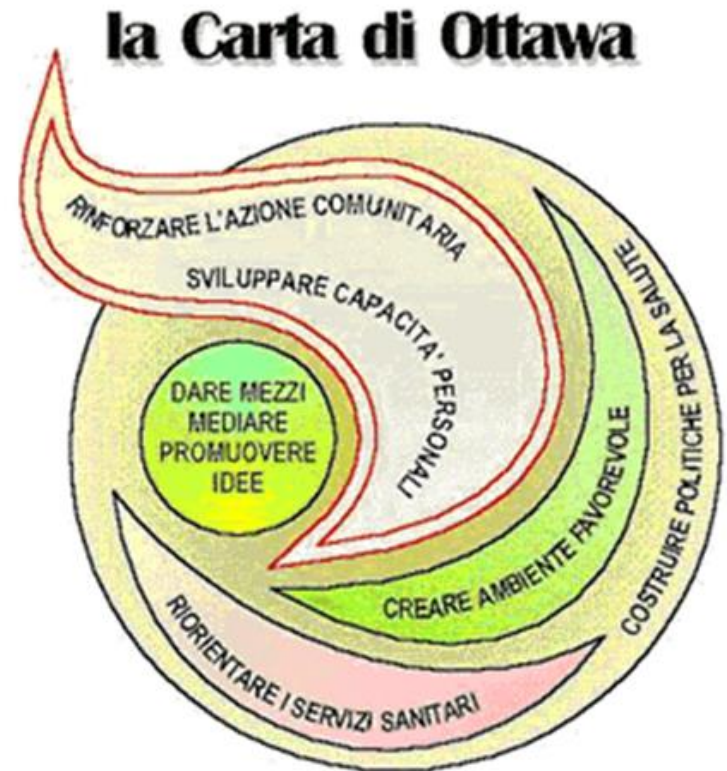 la Carta di Ottawa
RINFORZARE L'AZIONE COMUNITARIA
SVILUPPARE CAPACITA' PERSONALI
DARE MEZZI
MEDIARE
PROMUOVERE
IDEE
CREARE AMBIENTE FAVOREVOLE
COSTRUIRE POLITICHE PER LA SALUTE
RIORIENTARE I SERVIZI SANITARI